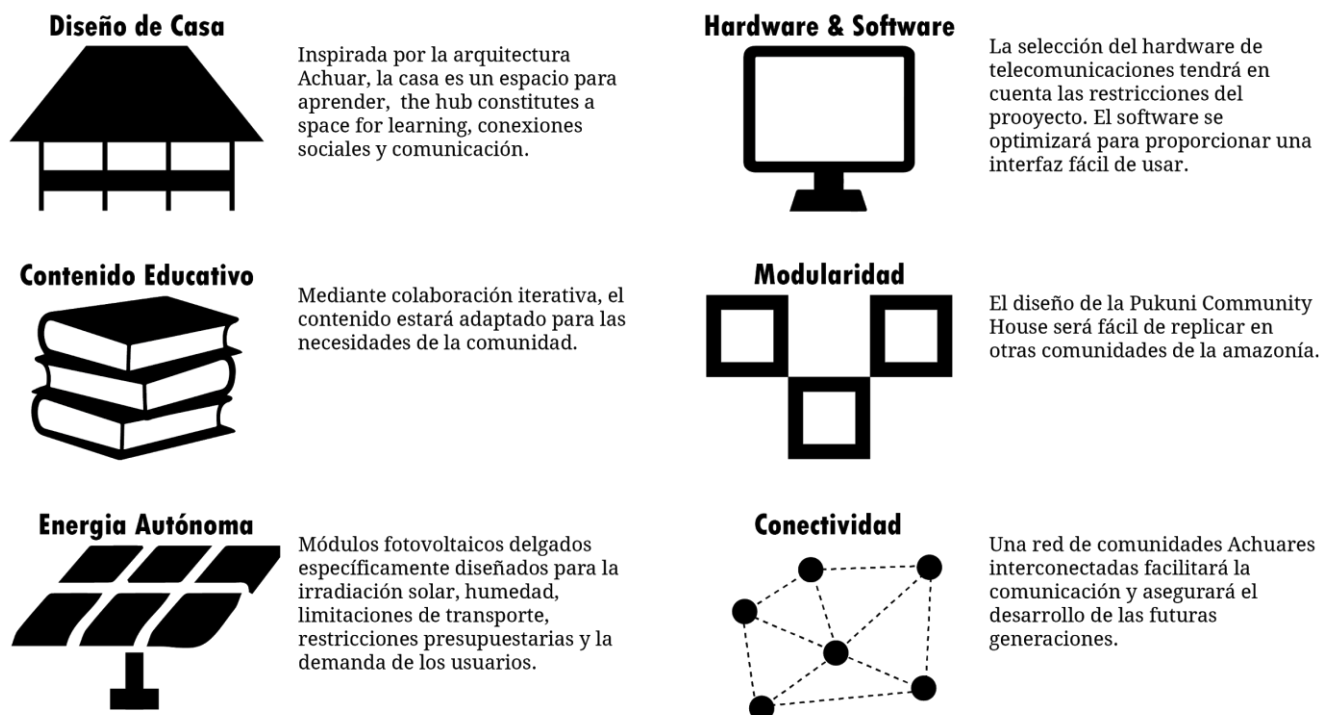 Diseño de Casa
Inspirada por la arquitectura
Achuar, la casa es un espacio para
aprender,  the hub constitutes a
space for learning, conexiones
sociales y comunicación.
Hardware & Software
La selección del hardware de
telecomunicaciones tendrá en
cuenta las restricciones del
prooyecto. El software se
optimizará para proporcionar una
interfaz fácil de usar.
Contenido Educativo
Mediante colaboración iterativa, el
contenido estará adaptado para las
necesidades de la comunidad.
Modularidad
El diseño de la Pukuni Community
House será fácil de replicar en
otras comunidades de la amazonía.
Energia Autónoma
Módulos fotovoltaicos delgados
específicamente diseñados para la
irradiación solar, humedad,
limitaciones de transporte,
restricciones presupuestarias y la
demanda de los usuarios.
Conectividad
Una red de comunidades Achuares
interconectadas facilitará la
comunicación y asegurará el
desarrollo de las futuras
generaciones.